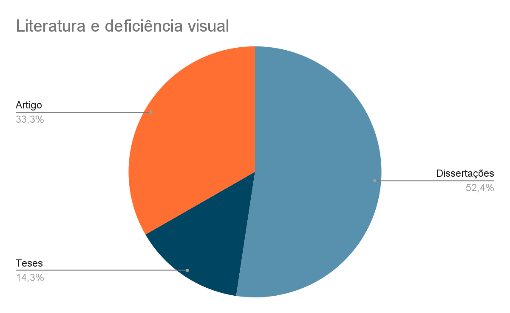 Literatura e deficiência visual
Artigo
33,3%
Dissertações
52,4%
Teses
14,3%